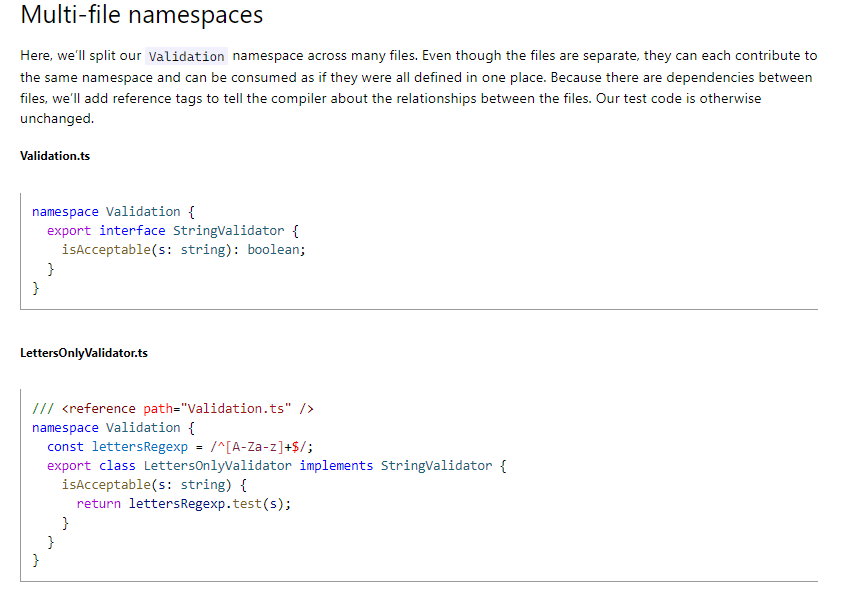 Multi-file namespaces
Here, we’ll split our Validation namespace across many files. Even though the files are separate, they can each contribute to
the same namespace and can be consumed as if they were all defined in one place. Because there are dependencies between
files, we’ll add reference tags to tell the compiler about the relationships between the files. Our test code is otherwise
unchanged.
Validation.ts
namespace Validation {
  export interface StringValidator {
    isAcceptable(s: string): boolean;
  }
}
LettersOnlyValidator.ts
/// <reference path="Validation.ts" />
namespace Validation {
  const lettersRegexp = /^[A-Za-z]+$/;
  export class LettersOnlyValidator implements StringValidator {
    isAcceptable(s: string) {
      return lettersRegexp.test(s);
    }
  }
}